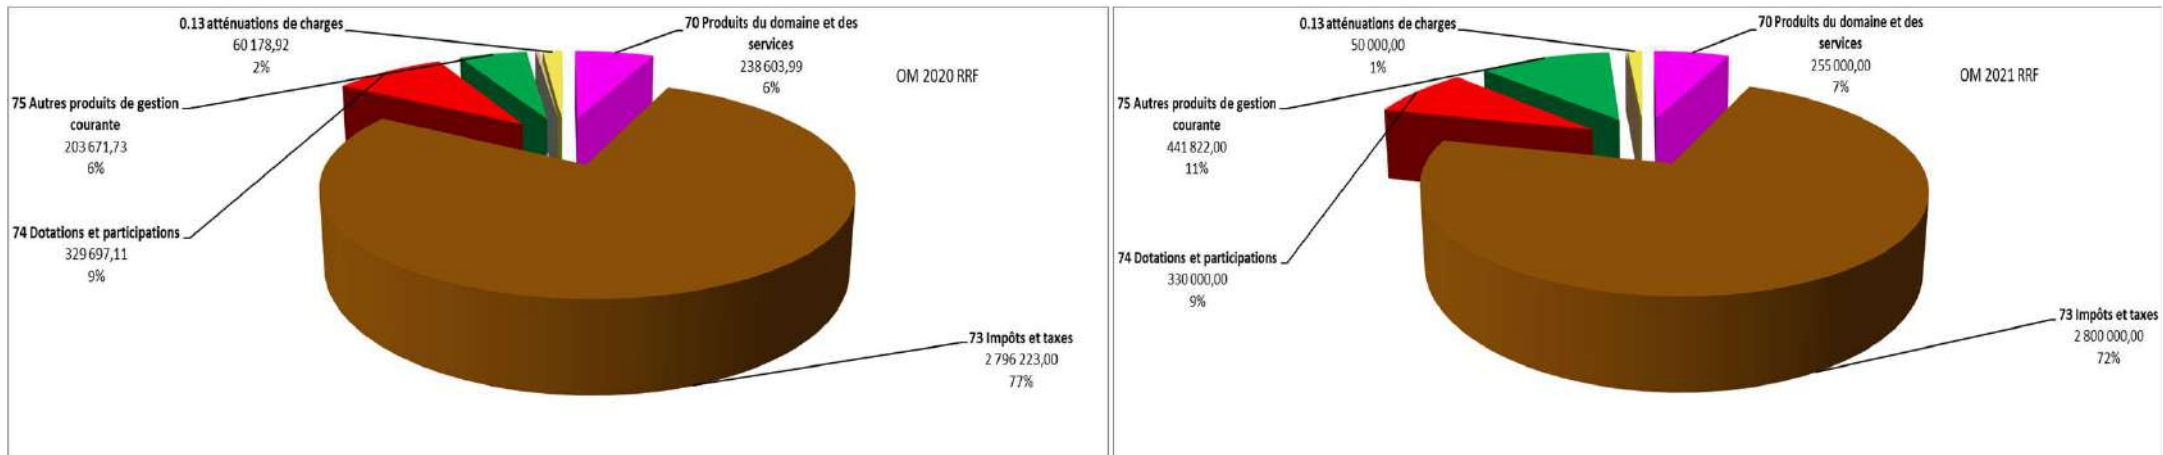 0.13 atténuations de charges
60 178,92
2%
70 Produits du domaine et des
services
238 603,99
6%
OM 2020 RRF
75 Autres produits de gestion
courante
203 671,73
6%
74 Dotations et participations
329 697,11
9%
73 Impôts et taxes
2 796 223,00
77%
0.13 atténuations de charges
50 000,00
1%
70 Produits du domaine et des
services
255 000,00
7%
OM 2021 RRF
75 Autres produits de gestion
courante
441 822,00
11%
74 Dotations et participations
330 000,00
9%
73 Impôts et taxes
2 800 000,00
72%